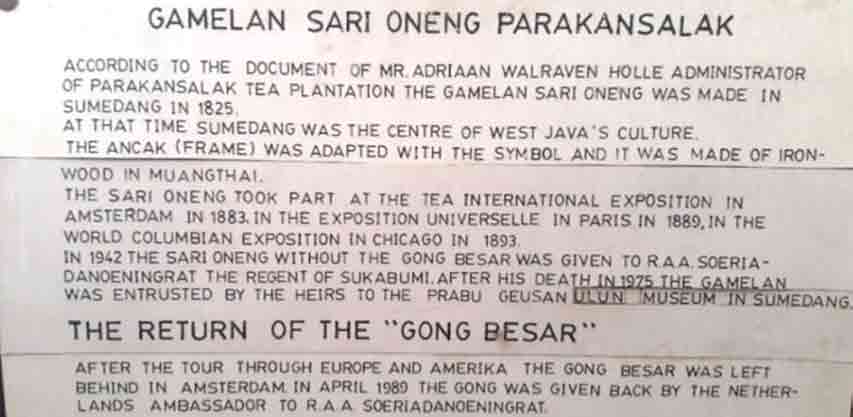 GAMELAN SARI ONENG PARAKANSALAK
ACCORDING TO THE DOCUMENT OF MR. ADRIAAN WALRAVEN HOLLE ADMINISTRATOR
OF PARAKANSALAK TEA PLANTATION THE GAMELAN SARI ONENG WAS MADE IN
SUMEDANG IN 1825.
AT THAT TIME SUMEDANG WAS THE CENTRE OF WEST JAVA'S CULTURE.
THE ANCAK (FRAME) WAS ADAPTED WITH THE SYMBOL AND IT WAS MADE OF IRON-
WOOD IN MUANGTHAI.
THE SARI ONENG TOOK PART AT THE TEA INTERNATIONAL EXPOSITION IN
AMSTERDAM IN 1883. IN THE EXPOSITION UNIVERSELLE IN PARIS IN 1889, IN THE
WORLD COLUMBIAN EXPOSITION IN CHICAGO IN 1893.
IN 1942 THE SARI ONENG WITHOUT THE GONG BESAR WAS GIVEN TO R.A.A. SOERIA-
DANOENINGRAT THE REGENT OF SUKABUMI. AFTER HIS DEATH IN 1975 THE GAMELAN
WAS ENTRUSTED BY THE HEIRS TO THE PRABU GEUSAN ULUN MUSEUM IN SUMEDANG.
THE RETURN OF THE "GONG BESAR"
AFTER THE TOUR THROUGH EUROPE AND AMERIKA THE GONG BESAR WAS LEFT
BEHIND IN AMSTERDAM. IN APRIL 1989 THE GONG WAS GIVEN BACK BY THE NETHER-
LANDS AMBASSADOR TO R.A.A SOERIADANOENINGRAT.